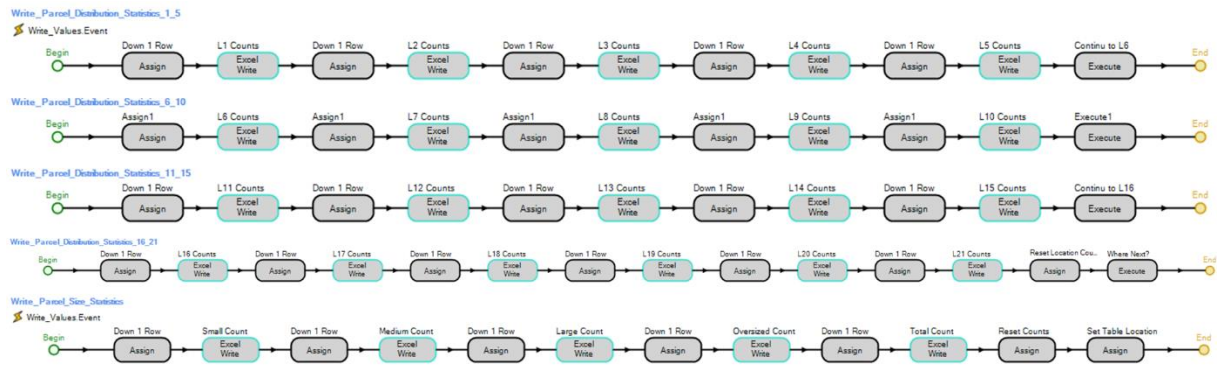 Write_Parcel_Distribution_Statistics_1_5
Write_Values.Event
Begin Down 1 Row L1 Counts Down 1 Row L2 Counts Down 1 Row L3 Counts Down 1 Row L4 Counts Down 1 Row L5 Counts Continu to L6 End
Assign Excel Write Assign Excel Write Assign Excel Write Assign Excel Write Assign Excel Write Execute
Write_Parcel_Distribution_Statistics_6_10
Begin Assign1 L6 Counts Assign1 L7 Counts Assign1 L8 Counts Assign1 L9 Counts Assign1 L10 Counts Execute1 End
Assign Excel Write Assign Excel Write Assign Excel Write Assign Excel Write Assign Excel Write Execute
Write_Parcel_Distribution_Statistics_11_15
Begin Down 1 Row L11 Counts Down 1 Row L12 Counts Down 1 Row L13 Counts Down 1 Row L14 Counts Down 1 Row L15 Counts Continu to L16 End
Assign Excel Write Assign Excel Write Assign Excel Write Assign Excel Write Assign Excel Write Execute
Write_Parcel_Distribution_Statistics_16_21
Begin Down 1 Row L16 Counts Down 1 Row L17 Counts Down 1 Row L18 Counts Down 1 Row L19 Counts Down 1 Row L20 Counts Down 1 Row L21 Counts Reset Location Cou... Where Next? End
Assign Excel Write Assign Excel Write Assign Excel Write Assign Excel Write Assign Excel Write Assign Excel Write Assign Execute
Write_Parcel_Size_Statistics
Write_Values.Event
Begin Down 1 Row Small Count Down 1 Row Medium Count Down 1 Row Large Count Down 1 Row Oversized Count Down 1 Row Total Count Reset Counts Set Table Location End
Assign Excel Write Assign Excel Write Assign Excel Write Assign Excel Write Assign Excel Write Assign Assign